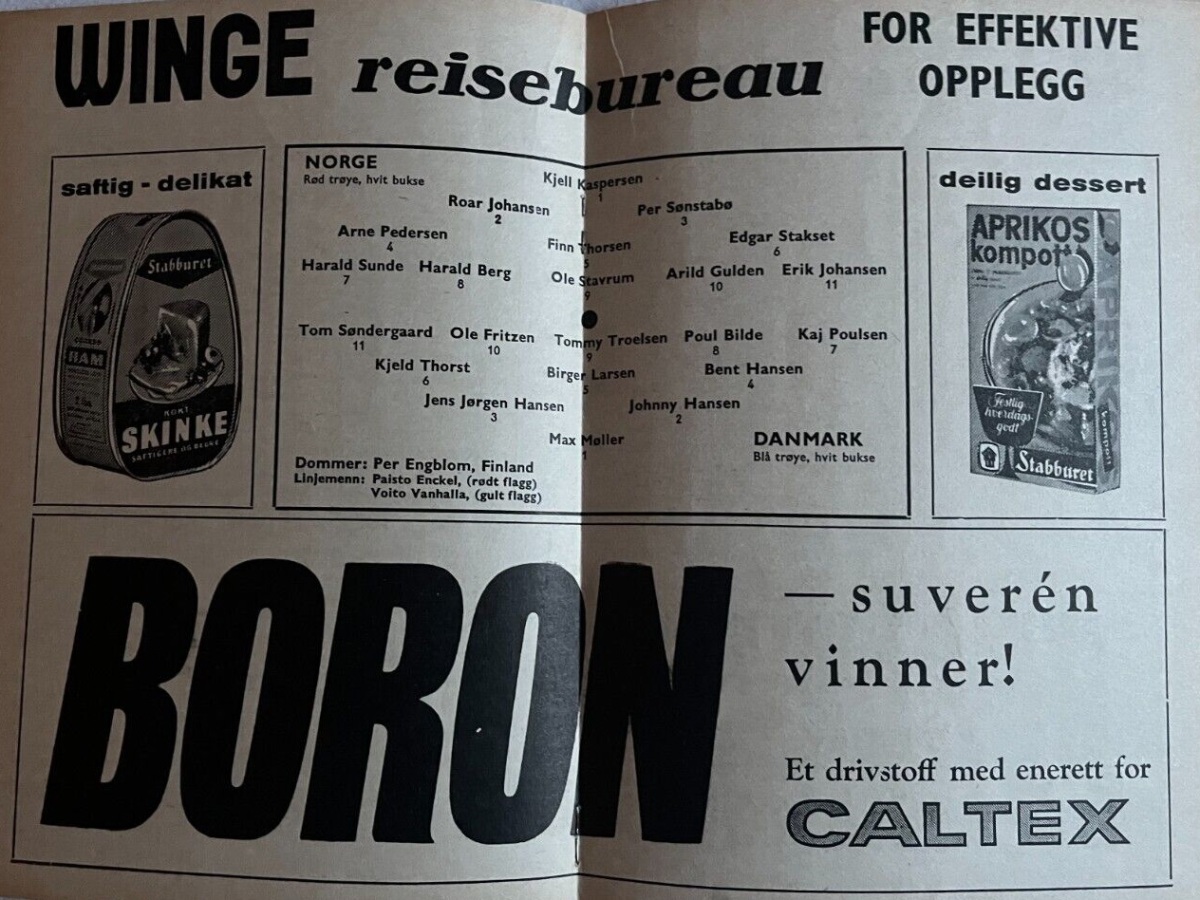 WINGE reisebureau
FOR EFFEKTIVE
OPPLEGG
saftig - delikat
Stabburet
HAM
KOKT
SKINKE
NORGE
Rød trøye, hvit bukse
Kjell Kaspersen
1
Roar Johansen
2
Per Sønstabø
3
Arne Pedersen
4
Finn Thorsen
5
Edgar Stakset
6
Harald Sunde
7
Harald Berg
8
Ole Stavrum
9
Arild Gulden
10
Erik Johansen
11
Tom Søndergaard
11
Ole Fritzen
10
Tommy Troelsen
9
Poul Bilde
8
Kaj Poulsen
7
Kjeld Thorst
6
Birger Larsen
5
Bent Hansen
4
Jens Jørgen Hansen
3
Johnny Hansen
2
Max Møller
1
DANMARK
Blå trøye, hvit bukse
Dommer: Per Engblom, Finland
Linjemenn: Paisto Enckel, (rødt flagg)
Voito Vanhalla, (gult flagg)
deilig dessert
APRIKOS
kompott
Festlig
hverdags-
godt
Stabburet
kompott
BORON
— suverén
vinner!
Et drivstoff med enerett for
CALTEX